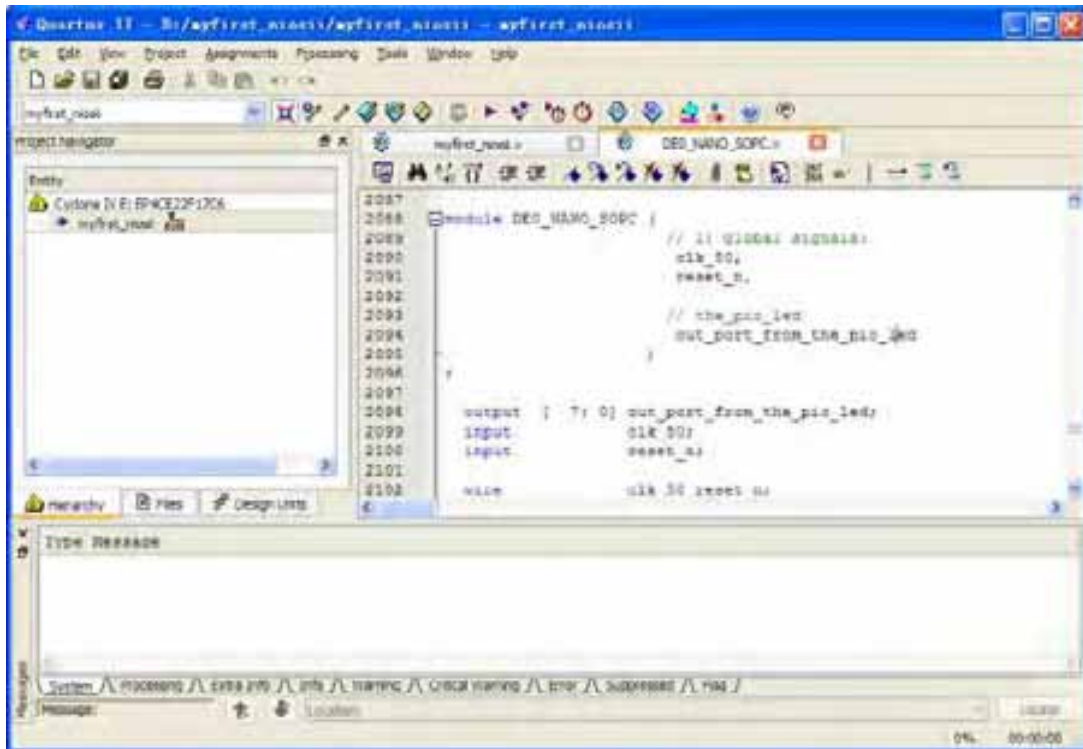 Quartus II - D:/myfirst_niosii/myfirst_niosii - myfirst_niosii
File Edit View Project Assignments Processing Tools Window Help
myfirst_niosii
Project Navigator
myfirst_niosii.v
DE0_NANO_SOPC.v
Entity
Cyclone IV E: EP4CE22F17C6
myfirst_niosii
2087
2088 module DE0_NANO_SOPC (
2089 // 1) global signals:
2090 clk_50,
2091 reset_n,
2092
2093 // the_pio_led
2094 out_port_from_the_pio_led
2095 )
2096 ;
2097
2098 output [ 7: 0] out_port_from_the_pio_led;
2099 input clk_50;
2100 input reset_n;
2101
2102 wire clk_50_reset_n;
Hierarchy Files Design Units
Type Message
System Processing Extra Info Info Warning Critical Warning Error Suppressed Flag
Messages
Message:
Location:
Locate
0% 00:00:00